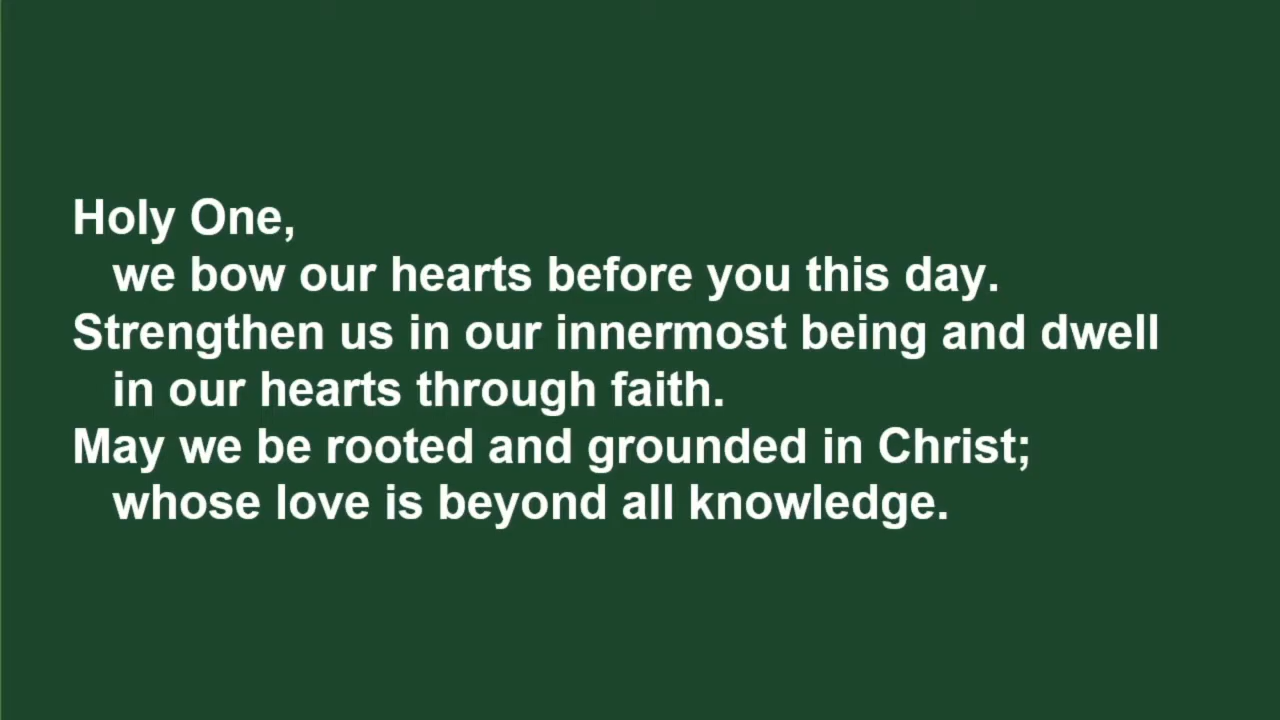 Holy One,
we bow our hearts before you this day.
Strengthen us in our innermost being and dwell
in our hearts through faith.
May we be rooted and grounded in Christ;
whose love is beyond all knowledge.